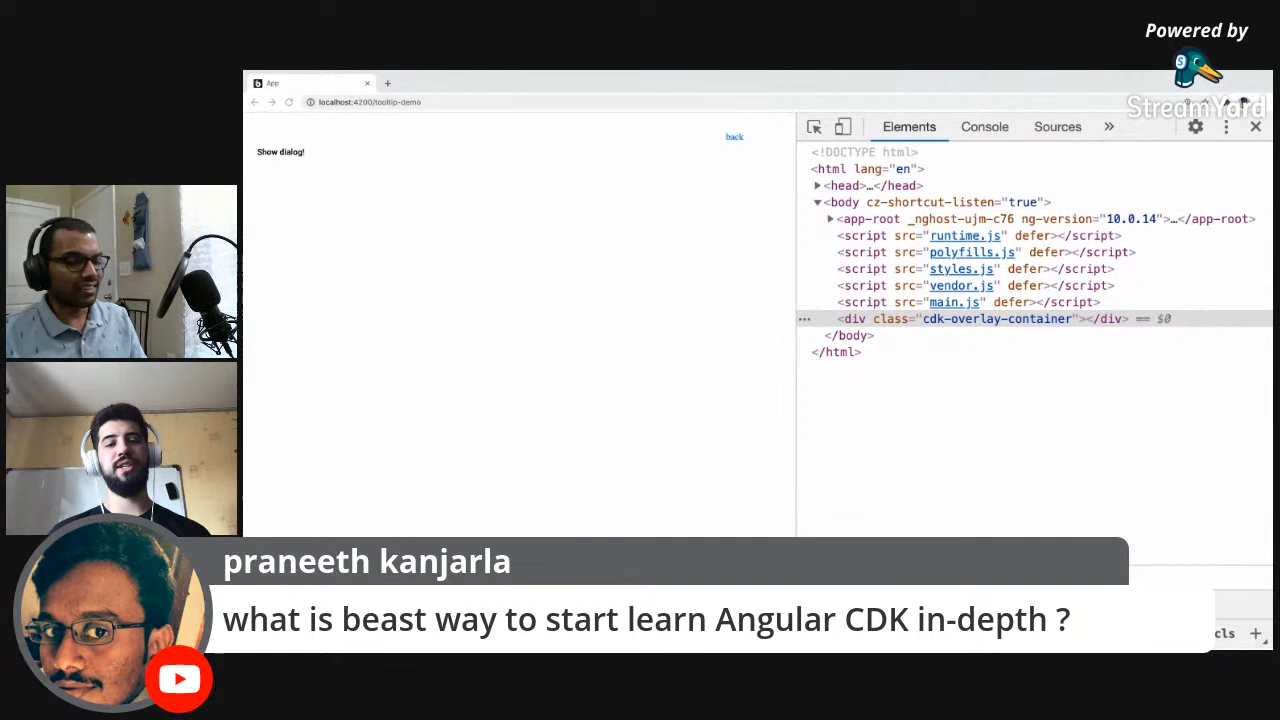 Powered by
StreamYard
App
localhost:4200/tooltip-demo
back
Show dialog!
Elements
Console
Sources
<!DOCTYPE html>
<html lang="en">
<head>…</head>
<body cz-shortcut-listen="true">
<app-root _nghost-ujm-c76 ng-version="10.0.14">…</app-root>
<script src="runtime.js" defer></script>
<script src="polyfills.js" defer></script>
<script src="styles.js" defer></script>
<script src="vendor.js" defer></script>
<script src="main.js" defer></script>
<div class="cdk-overlay-container"></div> == $0
</body>
</html>
praneeth kanjarla
what is beast way to start learn Angular CDK in-depth ?
cls